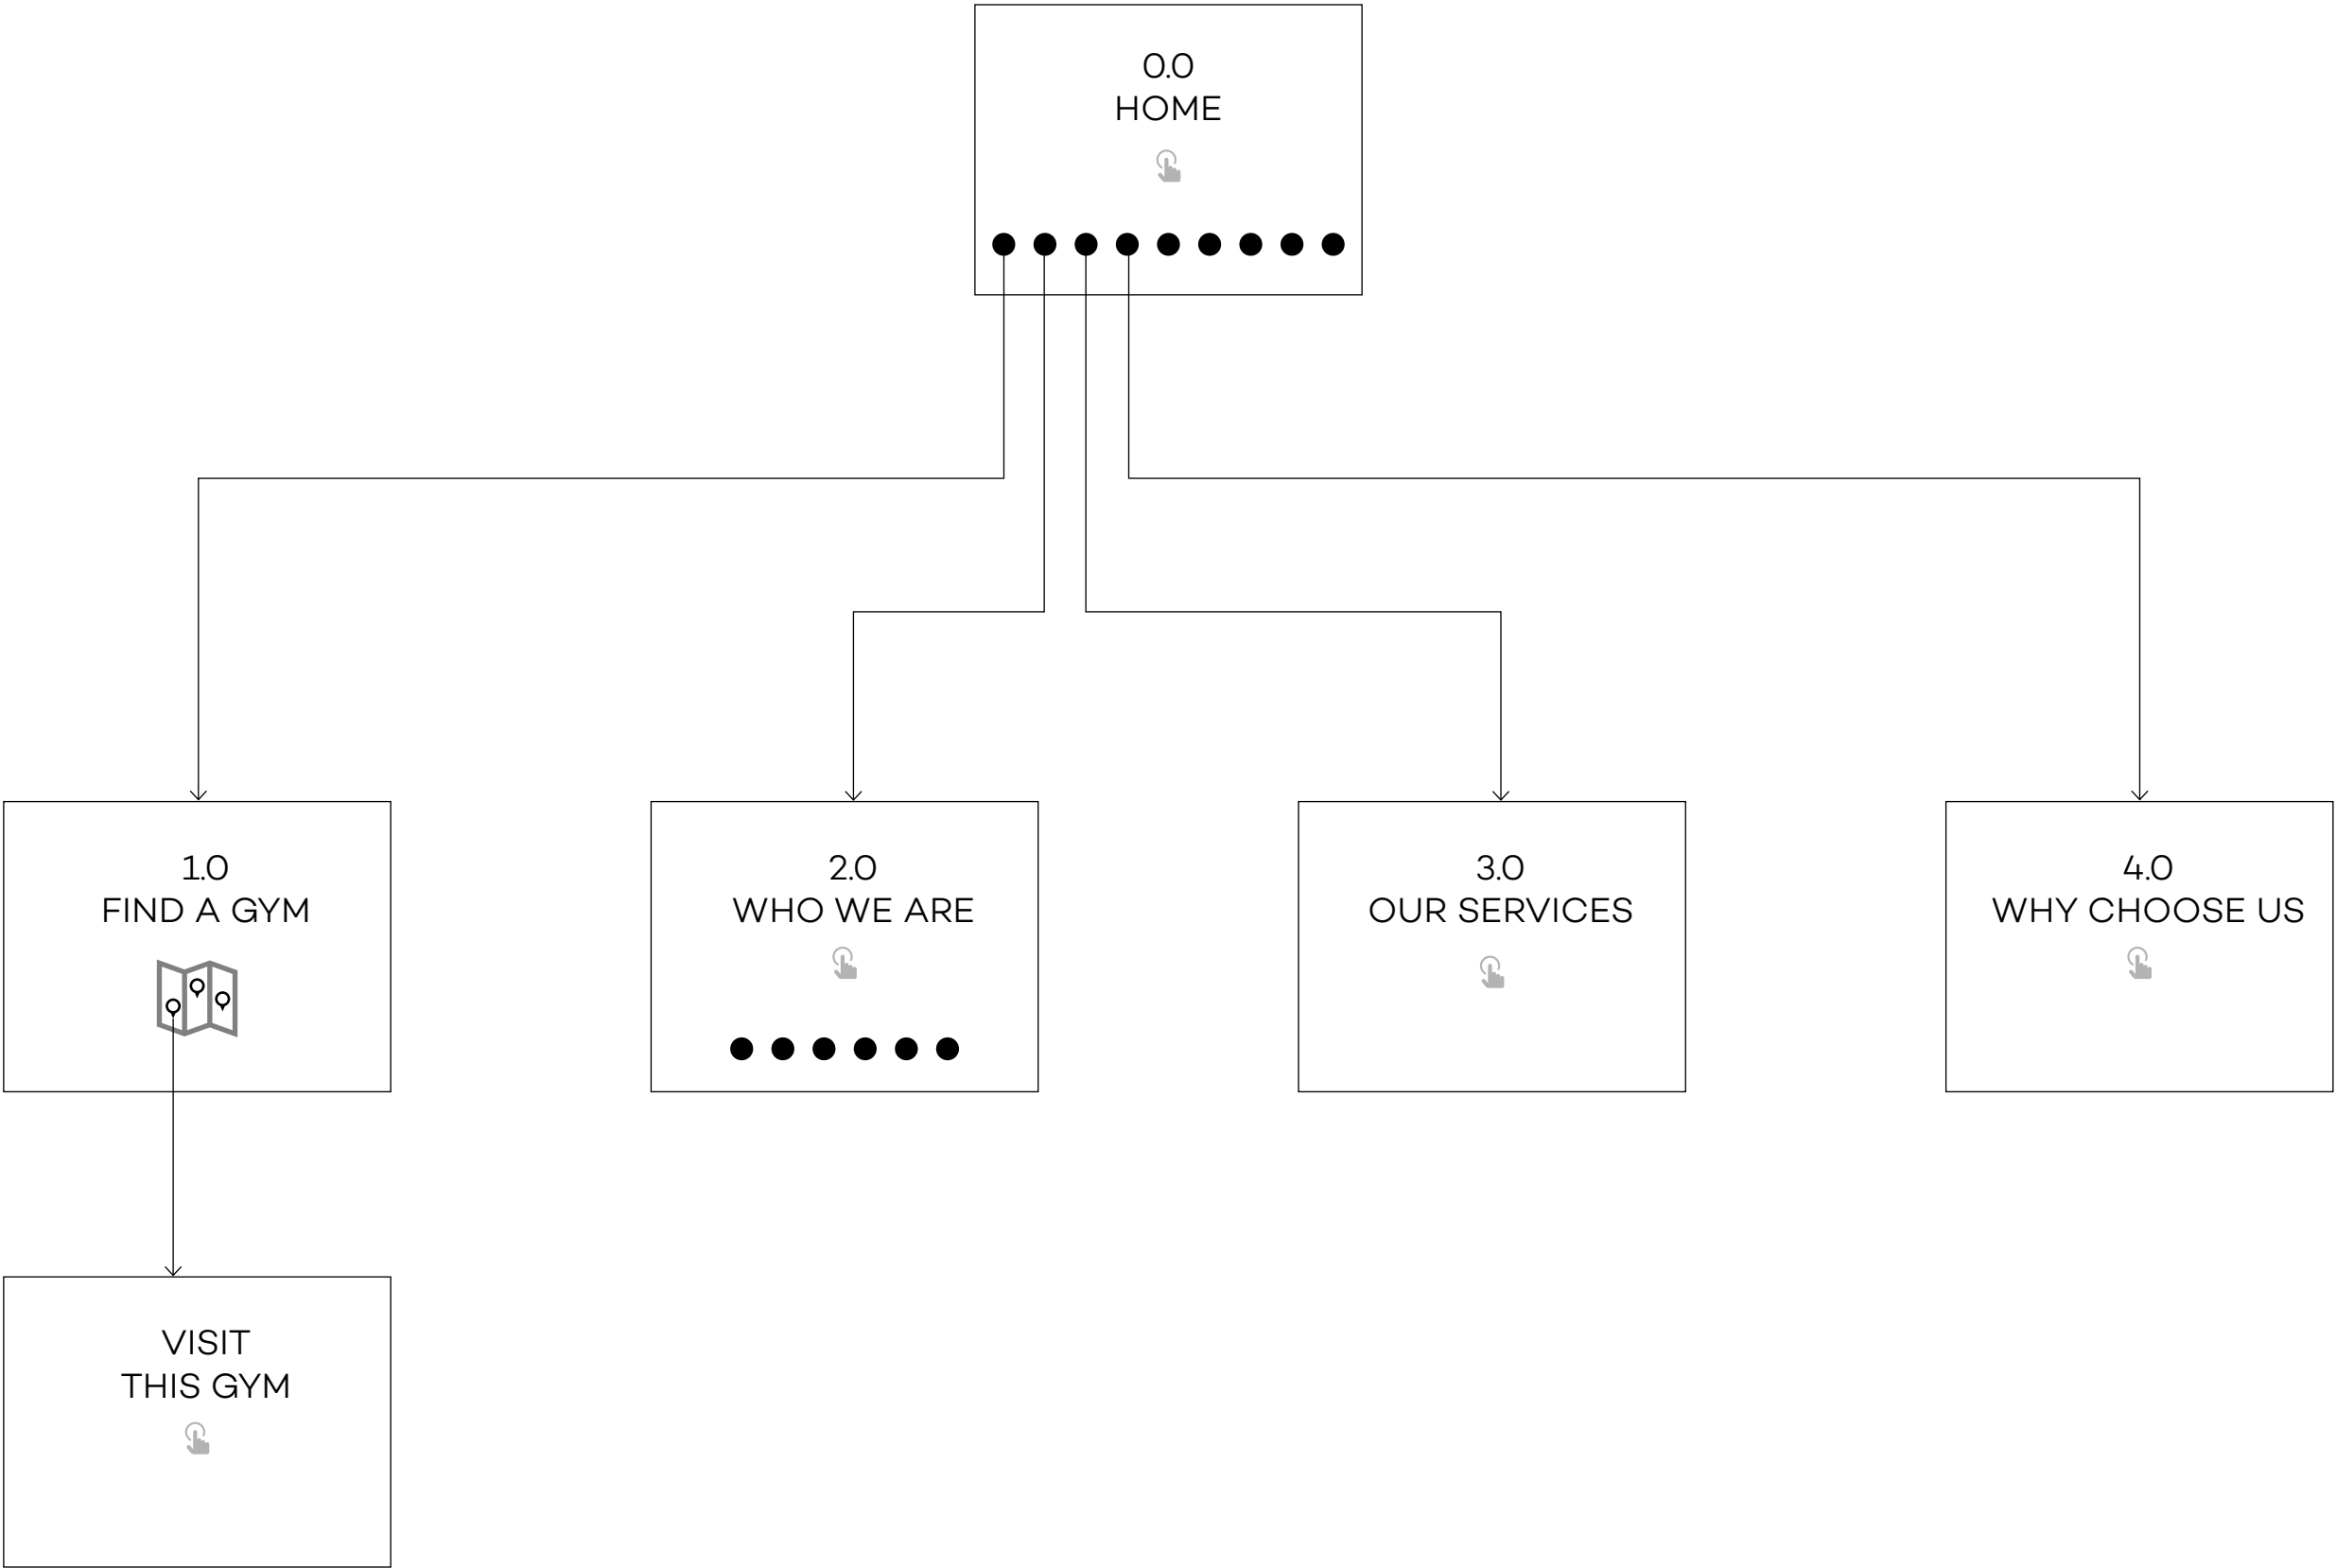 0.0
HOME
1.0
FIND A GYM
2.0
WHO WE ARE
3.0
OUR SERVICES
4.0
WHY CHOOSE US
VISIT
THIS GYM